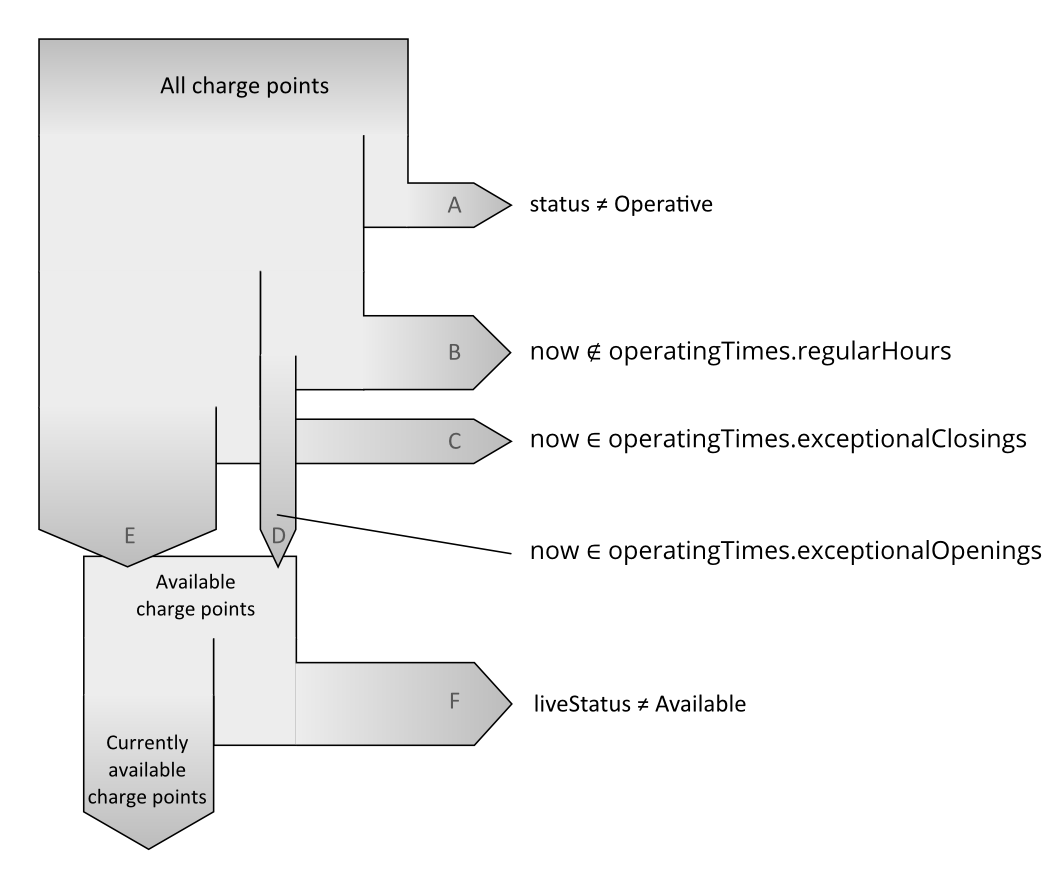 All charge points
A
status ≠ Operative
B
now ∉ operatingTimes.regularHours
C
now ∈ operatingTimes.exceptionalClosings
E
D
now ∈ operatingTimes.exceptionalOpenings
Available
charge points
F
liveStatus ≠ Available
Currently
available
charge points